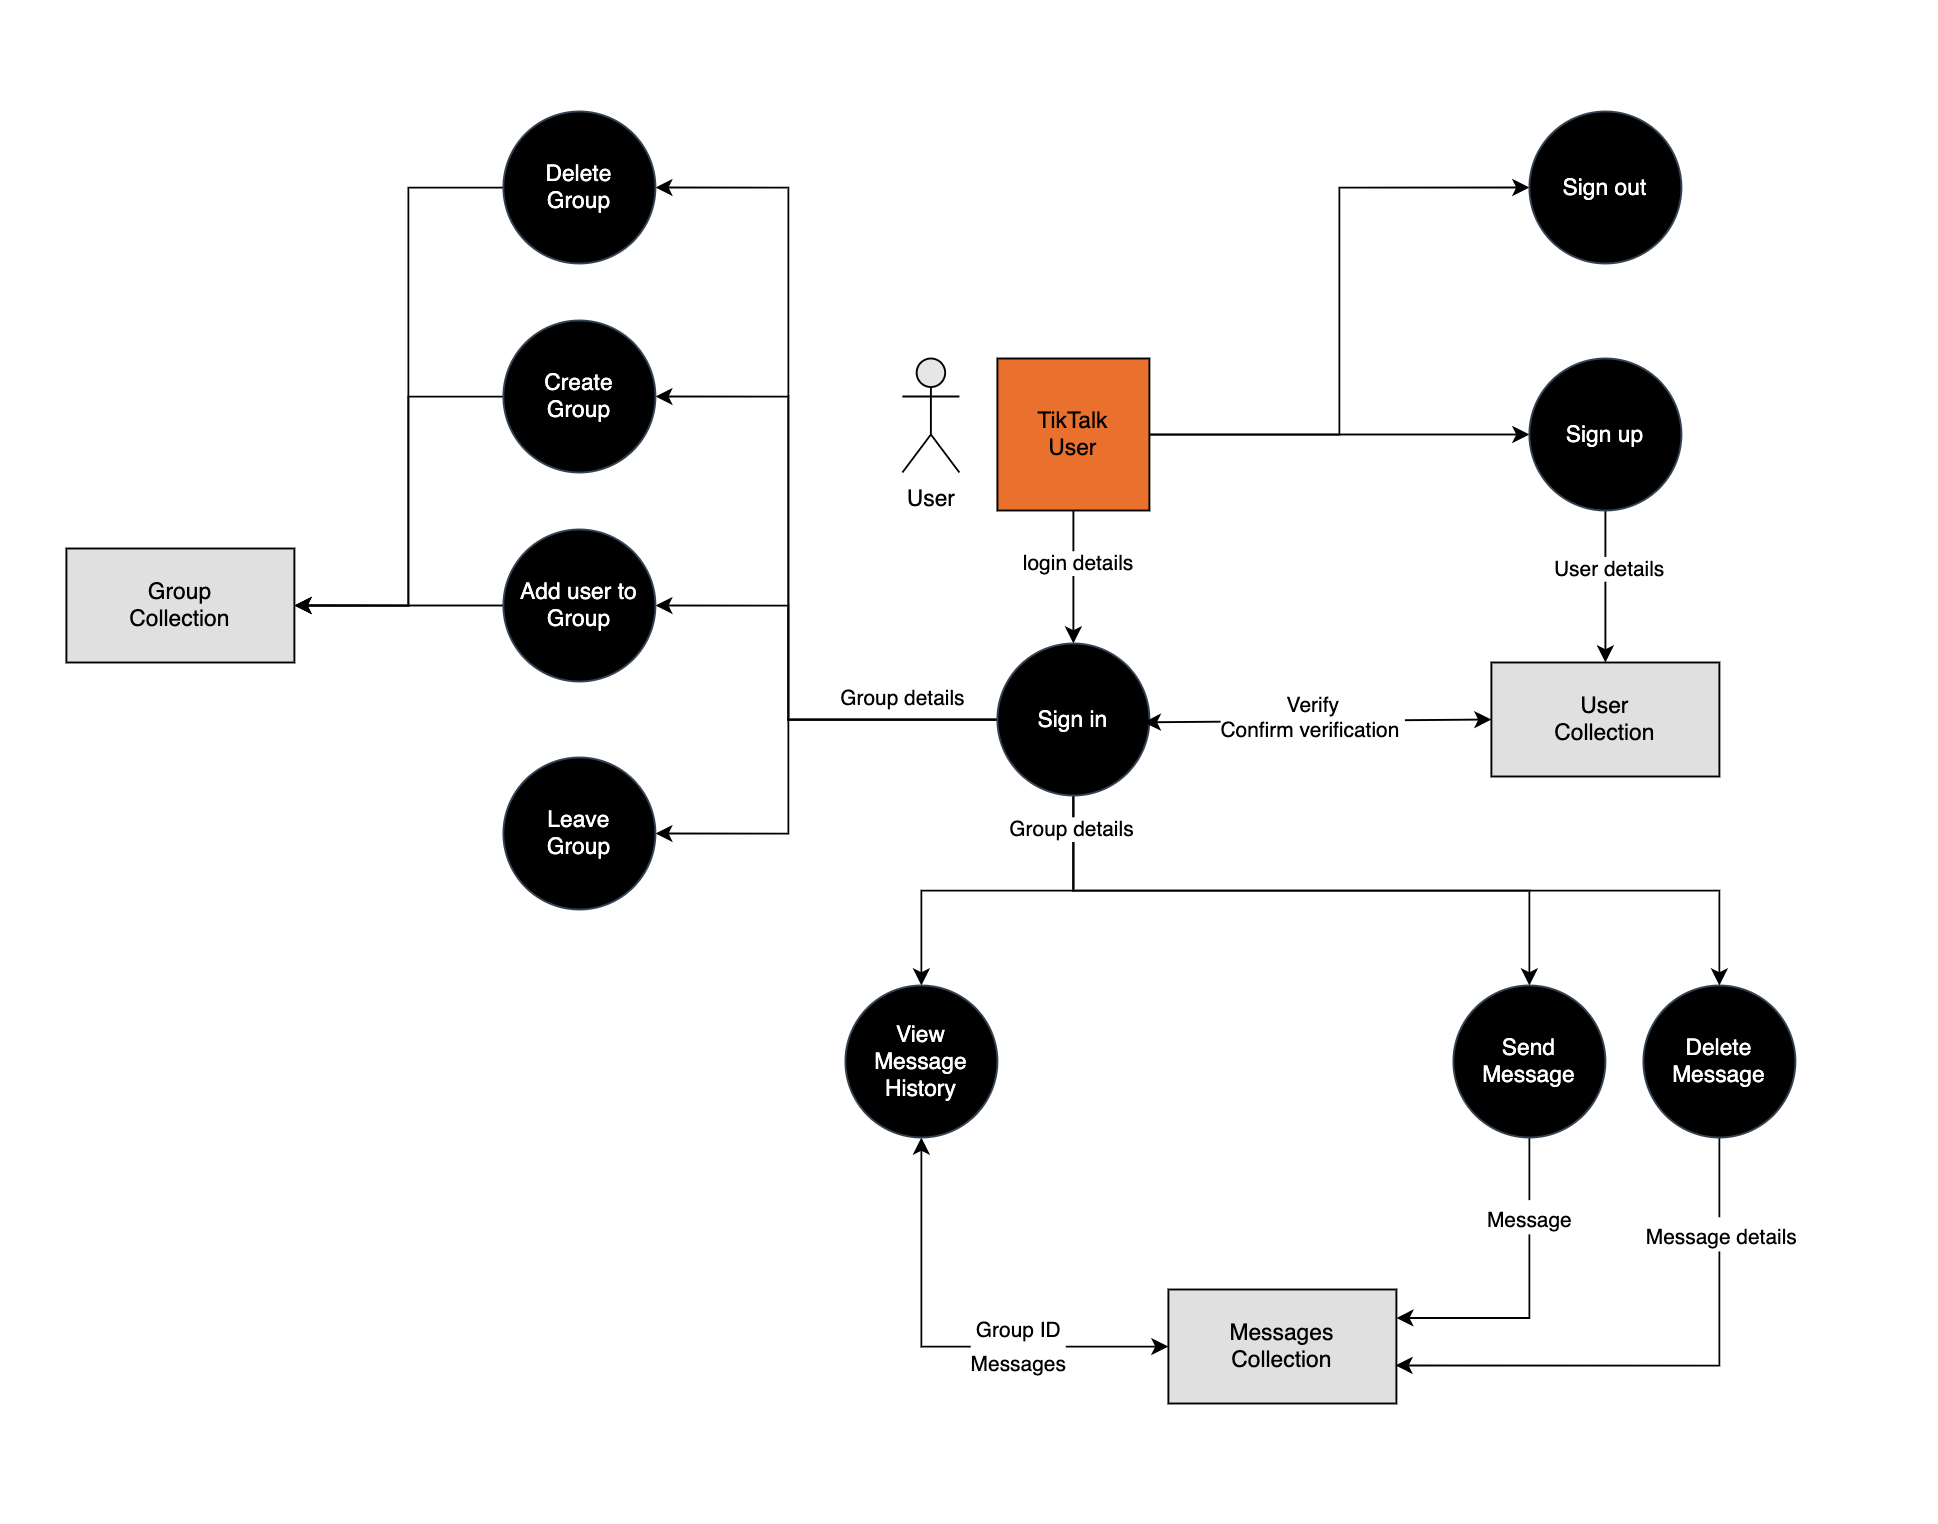 Delete
Group
Sign out
Create
Group
TikTalk
User
Sign up
User
Group
Collection
Add user to
Group
login details
User details
Group details
Sign in
Verify
Confirm verification
User
Collection
Leave
Group
Group details
View
Message
History
Send
Message
Delete
Message
Message
Message details
Group ID
Messages
Messages
Collection